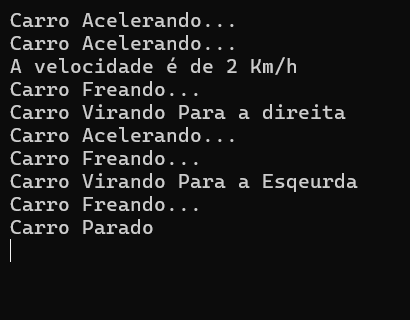 Carro Acelerando...
Carro Acelerando...
A velocidade é de 2 Km/h
Carro Freando...
Carro Virando Para a direita
Carro Acelerando...
Carro Freando...
Carro Virando Para a Esqeurda
Carro Freando...
Carro Parado